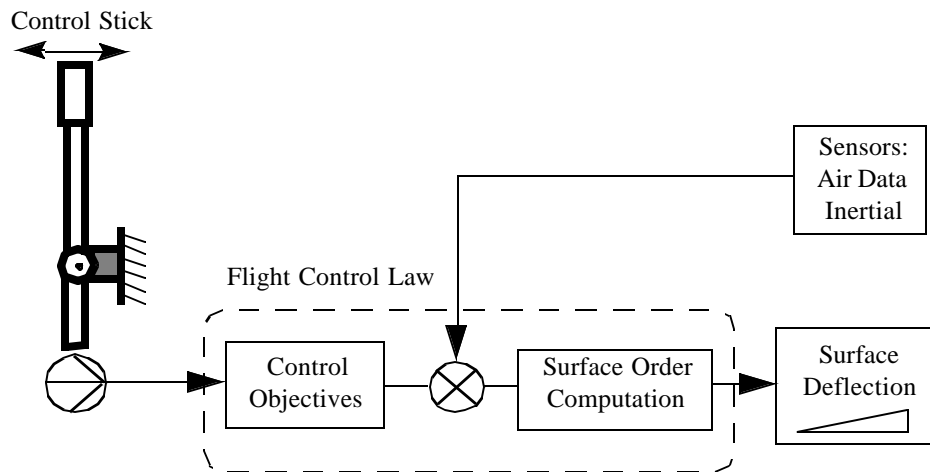 Control Stick
Sensors:
Air Data
Inertial
Flight Control Law
Control
Objectives
Surface Order
Computation
Surface
Deflection